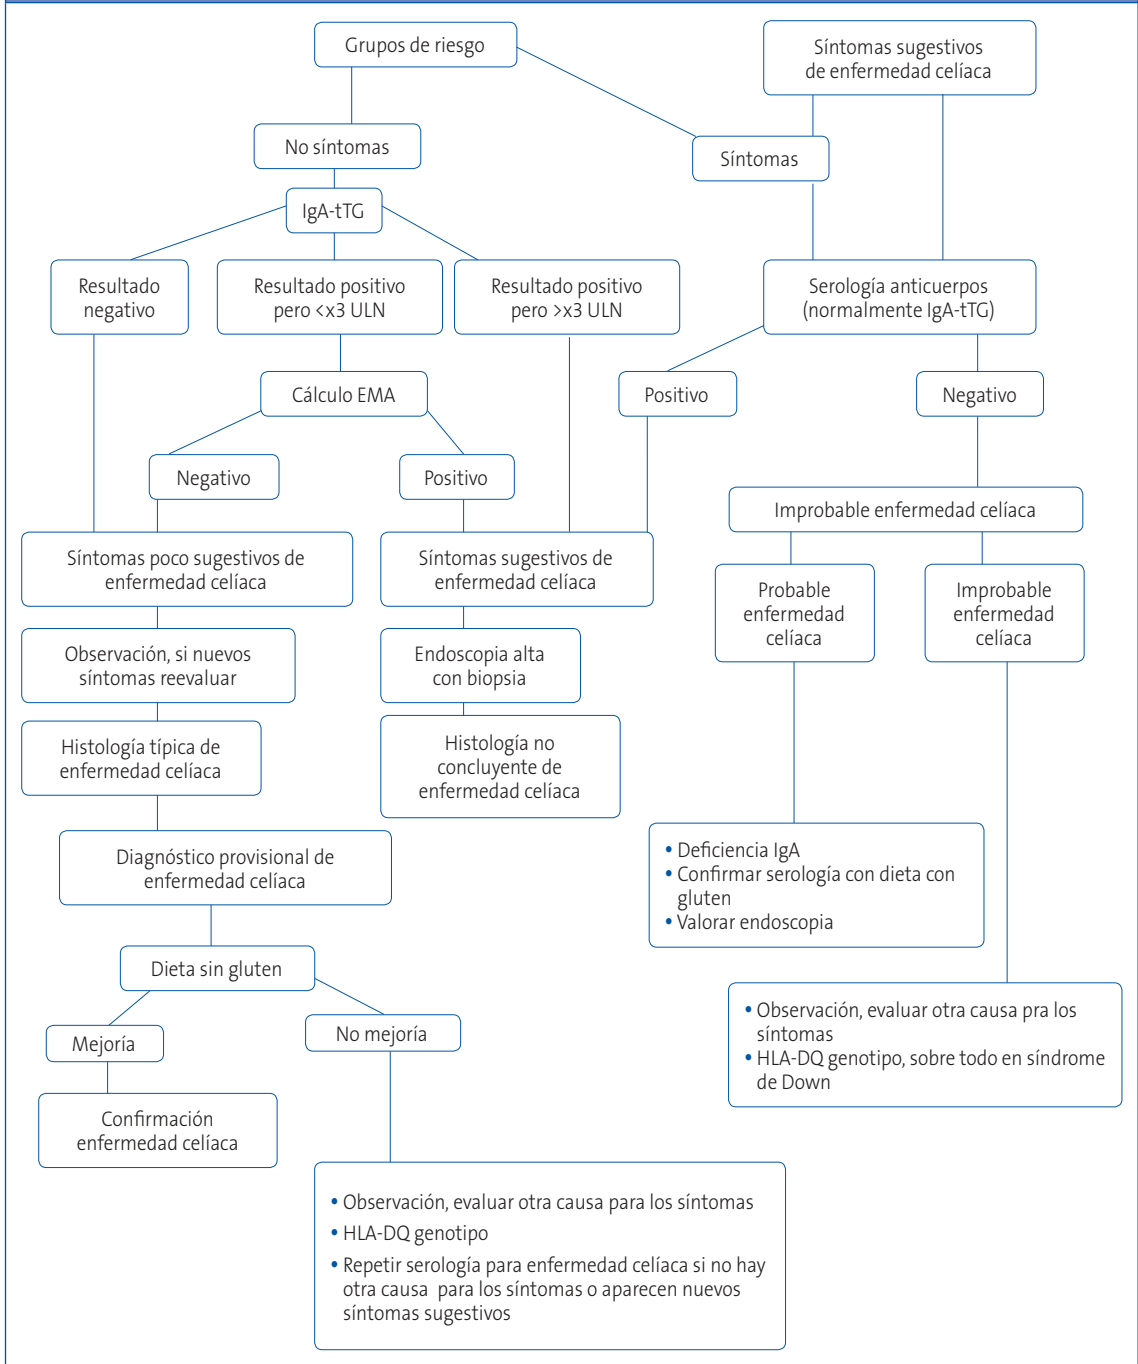 Grupos de riesgo
Síntomas sugestivos
de enfermedad celíaca
No síntomas
Síntomas
IgA-tTG
Resultado
negativo
Resultado positivo
pero <x3 ULN
Resultado positivo
pero >x3 ULN
Serología anticuerpos
(normalmente IgA-tTG)
Cálculo EMA
Positivo
Negativo
Negativo
Positivo
Improbable enfermedad celíaca
Síntomas poco sugestivos de
enfermedad celíaca
Síntomas sugestivos de
enfermedad celíaca
Probable
enfermedad
celíaca
Improbable
enfermedad
celíaca
Observación, si nuevos
síntomas reevaluar
Endoscopia alta
con biopsia
Histología típica de
enfermedad celíaca
Histología no
concluyente de
enfermedad celíaca
Diagnóstico provisional de
enfermedad celíaca
• Deficiencia IgA
• Confirmar serología con dieta con
gluten
• Valorar endoscopia
Dieta sin gluten
Mejoría
No mejoría
• Observación, evaluar otra causa pra los
síntomas
• HLA-DQ genotipo, sobre todo en síndrome
de Down
Confirmación
enfermedad celíaca
• Observación, evaluar otra causa para los síntomas
• HLA-DQ genotipo
• Repetir serología para enfermedad celíaca si no hay
otra causa para los síntomas o aparecen nuevos
síntomas sugestivos